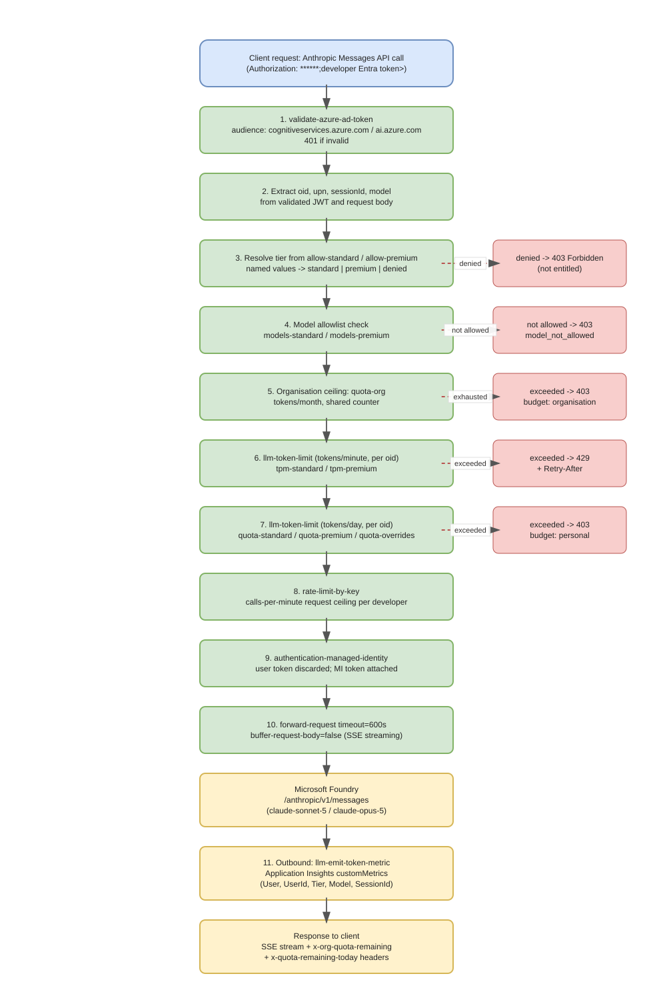 Client request: Anthropic Messages API call
(Authorization: ******;developer Entra token>)
1. validate-azure-ad-token
audience: cognitiveservices.azure.com / ai.azure.com
401 if invalid
2. Extract oid, upn, sessionId, model
from validated JWT and request body
3. Resolve tier from allow-standard / allow-premium
named values -> standard | premium | denied
denied
denied -> 403 Forbidden
(not entitled)
4. Model allowlist check
models-standard / models-premium
not allowed
not allowed -> 403
model_not_allowed
5. Organisation ceiling: quota-org
tokens/month, shared counter
exhausted
exceeded -> 403
budget: organisation
6. llm-token-limit (tokens/minute, per oid)
tpm-standard / tpm-premium
exceeded
exceeded -> 429
+ Retry-After
7. llm-token-limit (tokens/day, per oid)
quota-standard / quota-premium / quota-overrides
exceeded
exceeded -> 403
budget: personal
8. rate-limit-by-key
calls-per-minute request ceiling per developer
9. authentication-managed-identity
user token discarded; MI token attached
10. forward-request timeout=600s
buffer-request-body=false (SSE streaming)
Microsoft Foundry
/anthropic/v1/messages
(claude-sonnet-5 / claude-opus-5)
11. Outbound: llm-emit-token-metric
Application Insights customMetrics
(User, UserId, Tier, Model, SessionId)
Response to client
SSE stream + x-org-quota-remaining
+ x-quota-remaining-today headers